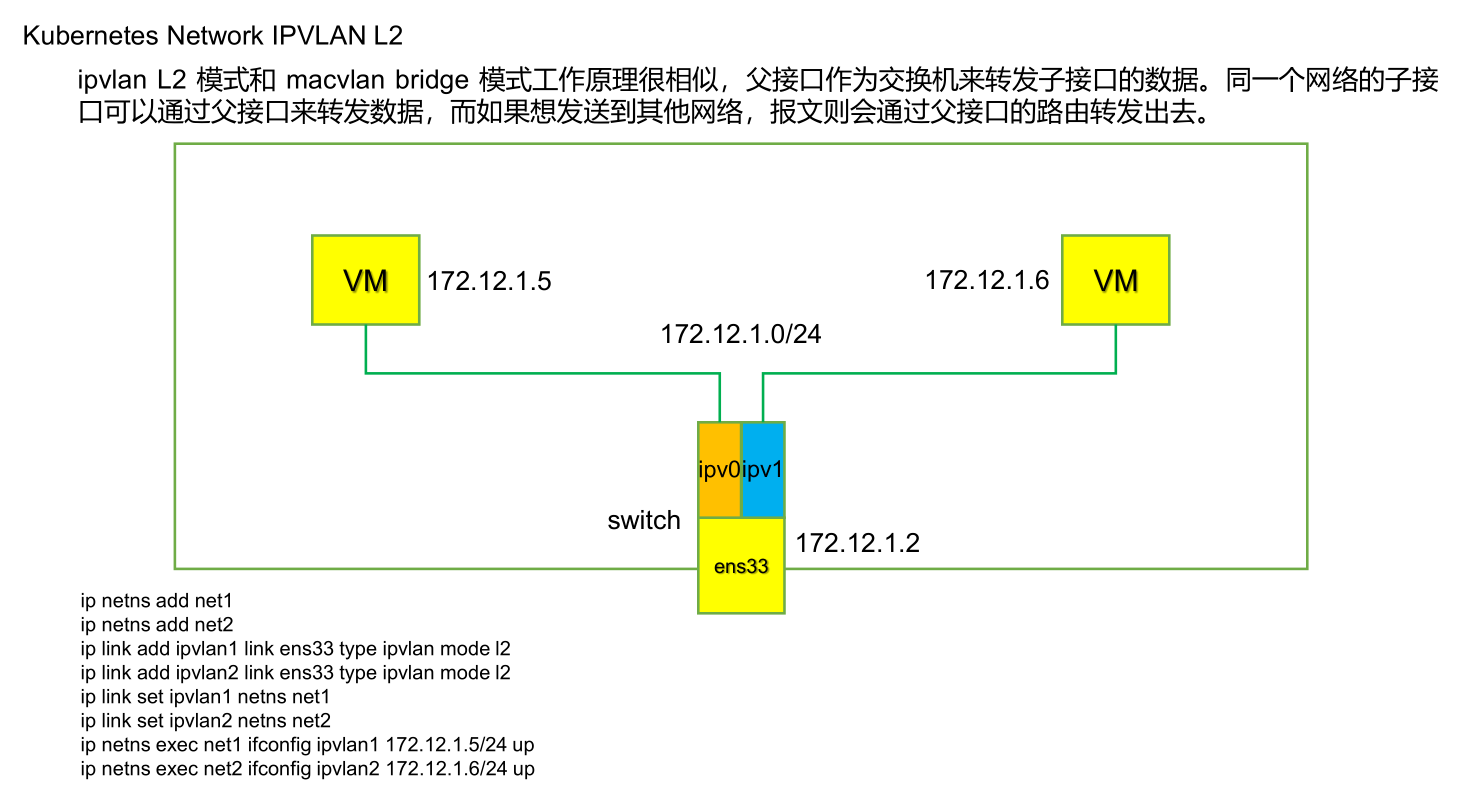 Kubernetes Network IPVLAN L2
ipvlan L2 模式和 macvlan bridge 模式工作原理很相似，父接口作为交换机来转发子接口的数据。同一个网络的子接
口可以通过父接口来转发数据，而如果想发送到其他网络，报文则会通过父接口的路由转发出去。
VM
172.12.1.5
172.12.1.6
VM
172.12.1.0/24
ipv0
ipv1
switch
172.12.1.2
ens33
ip netns add net1
ip netns add net2
ip link add ipvlan1 link ens33 type ipvlan mode l2
ip link add ipvlan2 link ens33 type ipvlan mode l2
ip link set ipvlan1 netns net1
ip link set ipvlan2 netns net2
ip netns exec net1 ifconfig ipvlan1 172.12.1.5/24 up
ip netns exec net2 ifconfig ipvlan2 172.12.1.6/24 up